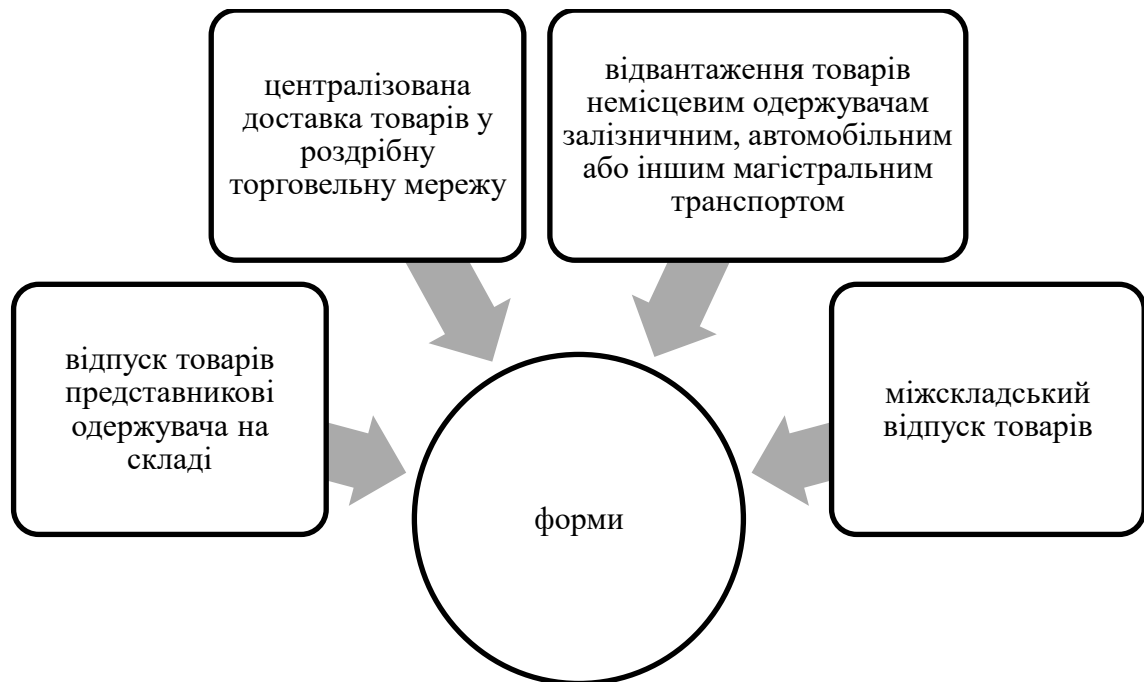 централізована
доставка товарів у
роздрібну
торговельну мережу
відвантаження товарів
немісцевим одержувачам
залізничним, автомобільним
або іншим магістральним
транспортом
відпуск товарів
представникові
одержувача на
складі
міжскладський
відпуск товарів
форми